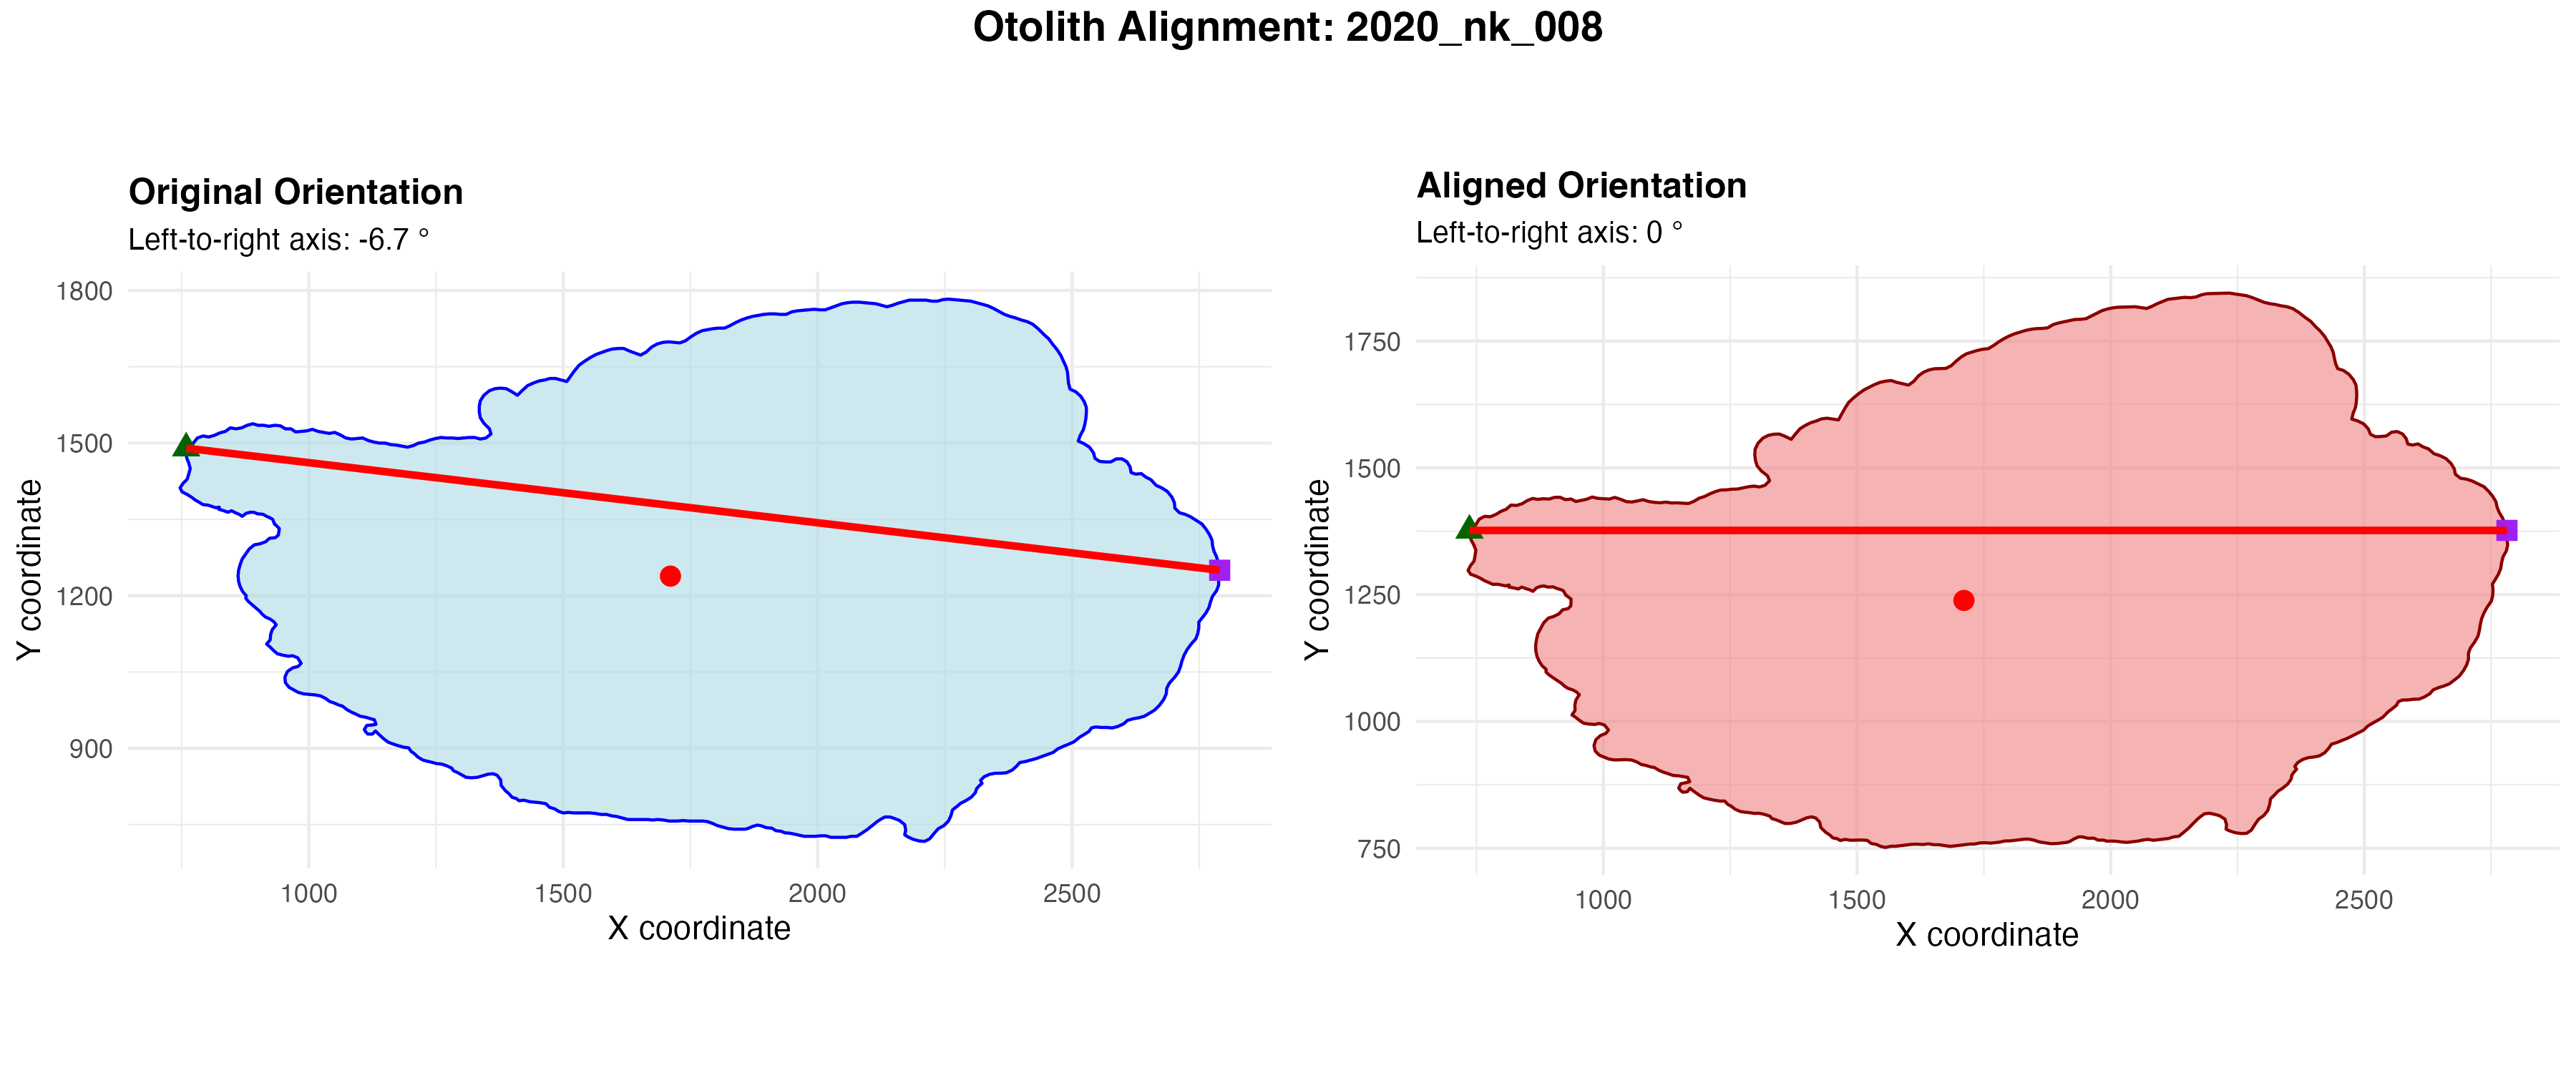 Otolith Alignment: 2020_nk_008
Original Orientation
Left-to-right axis: -6.7 °
1800
1500
1200
900
Y coordinate
1000 1500 2000 2500
X coordinate
Aligned Orientation
Left-to-right axis: 0 °
1750
1500
1250
1000
750
Y coordinate
1000 1500 2000 2500
X coordinate